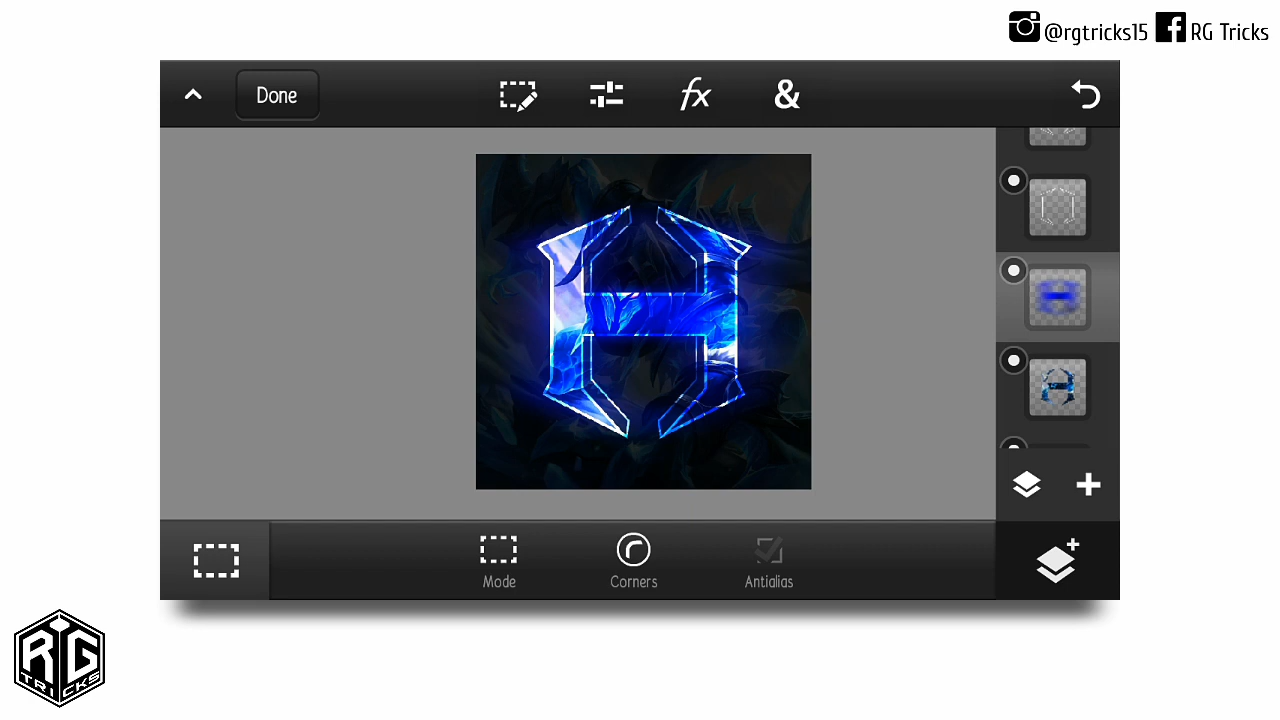 @rgtricks15 RG Tricks
Done fx &
H
Mode Corners Antialias
RG
TRICKS